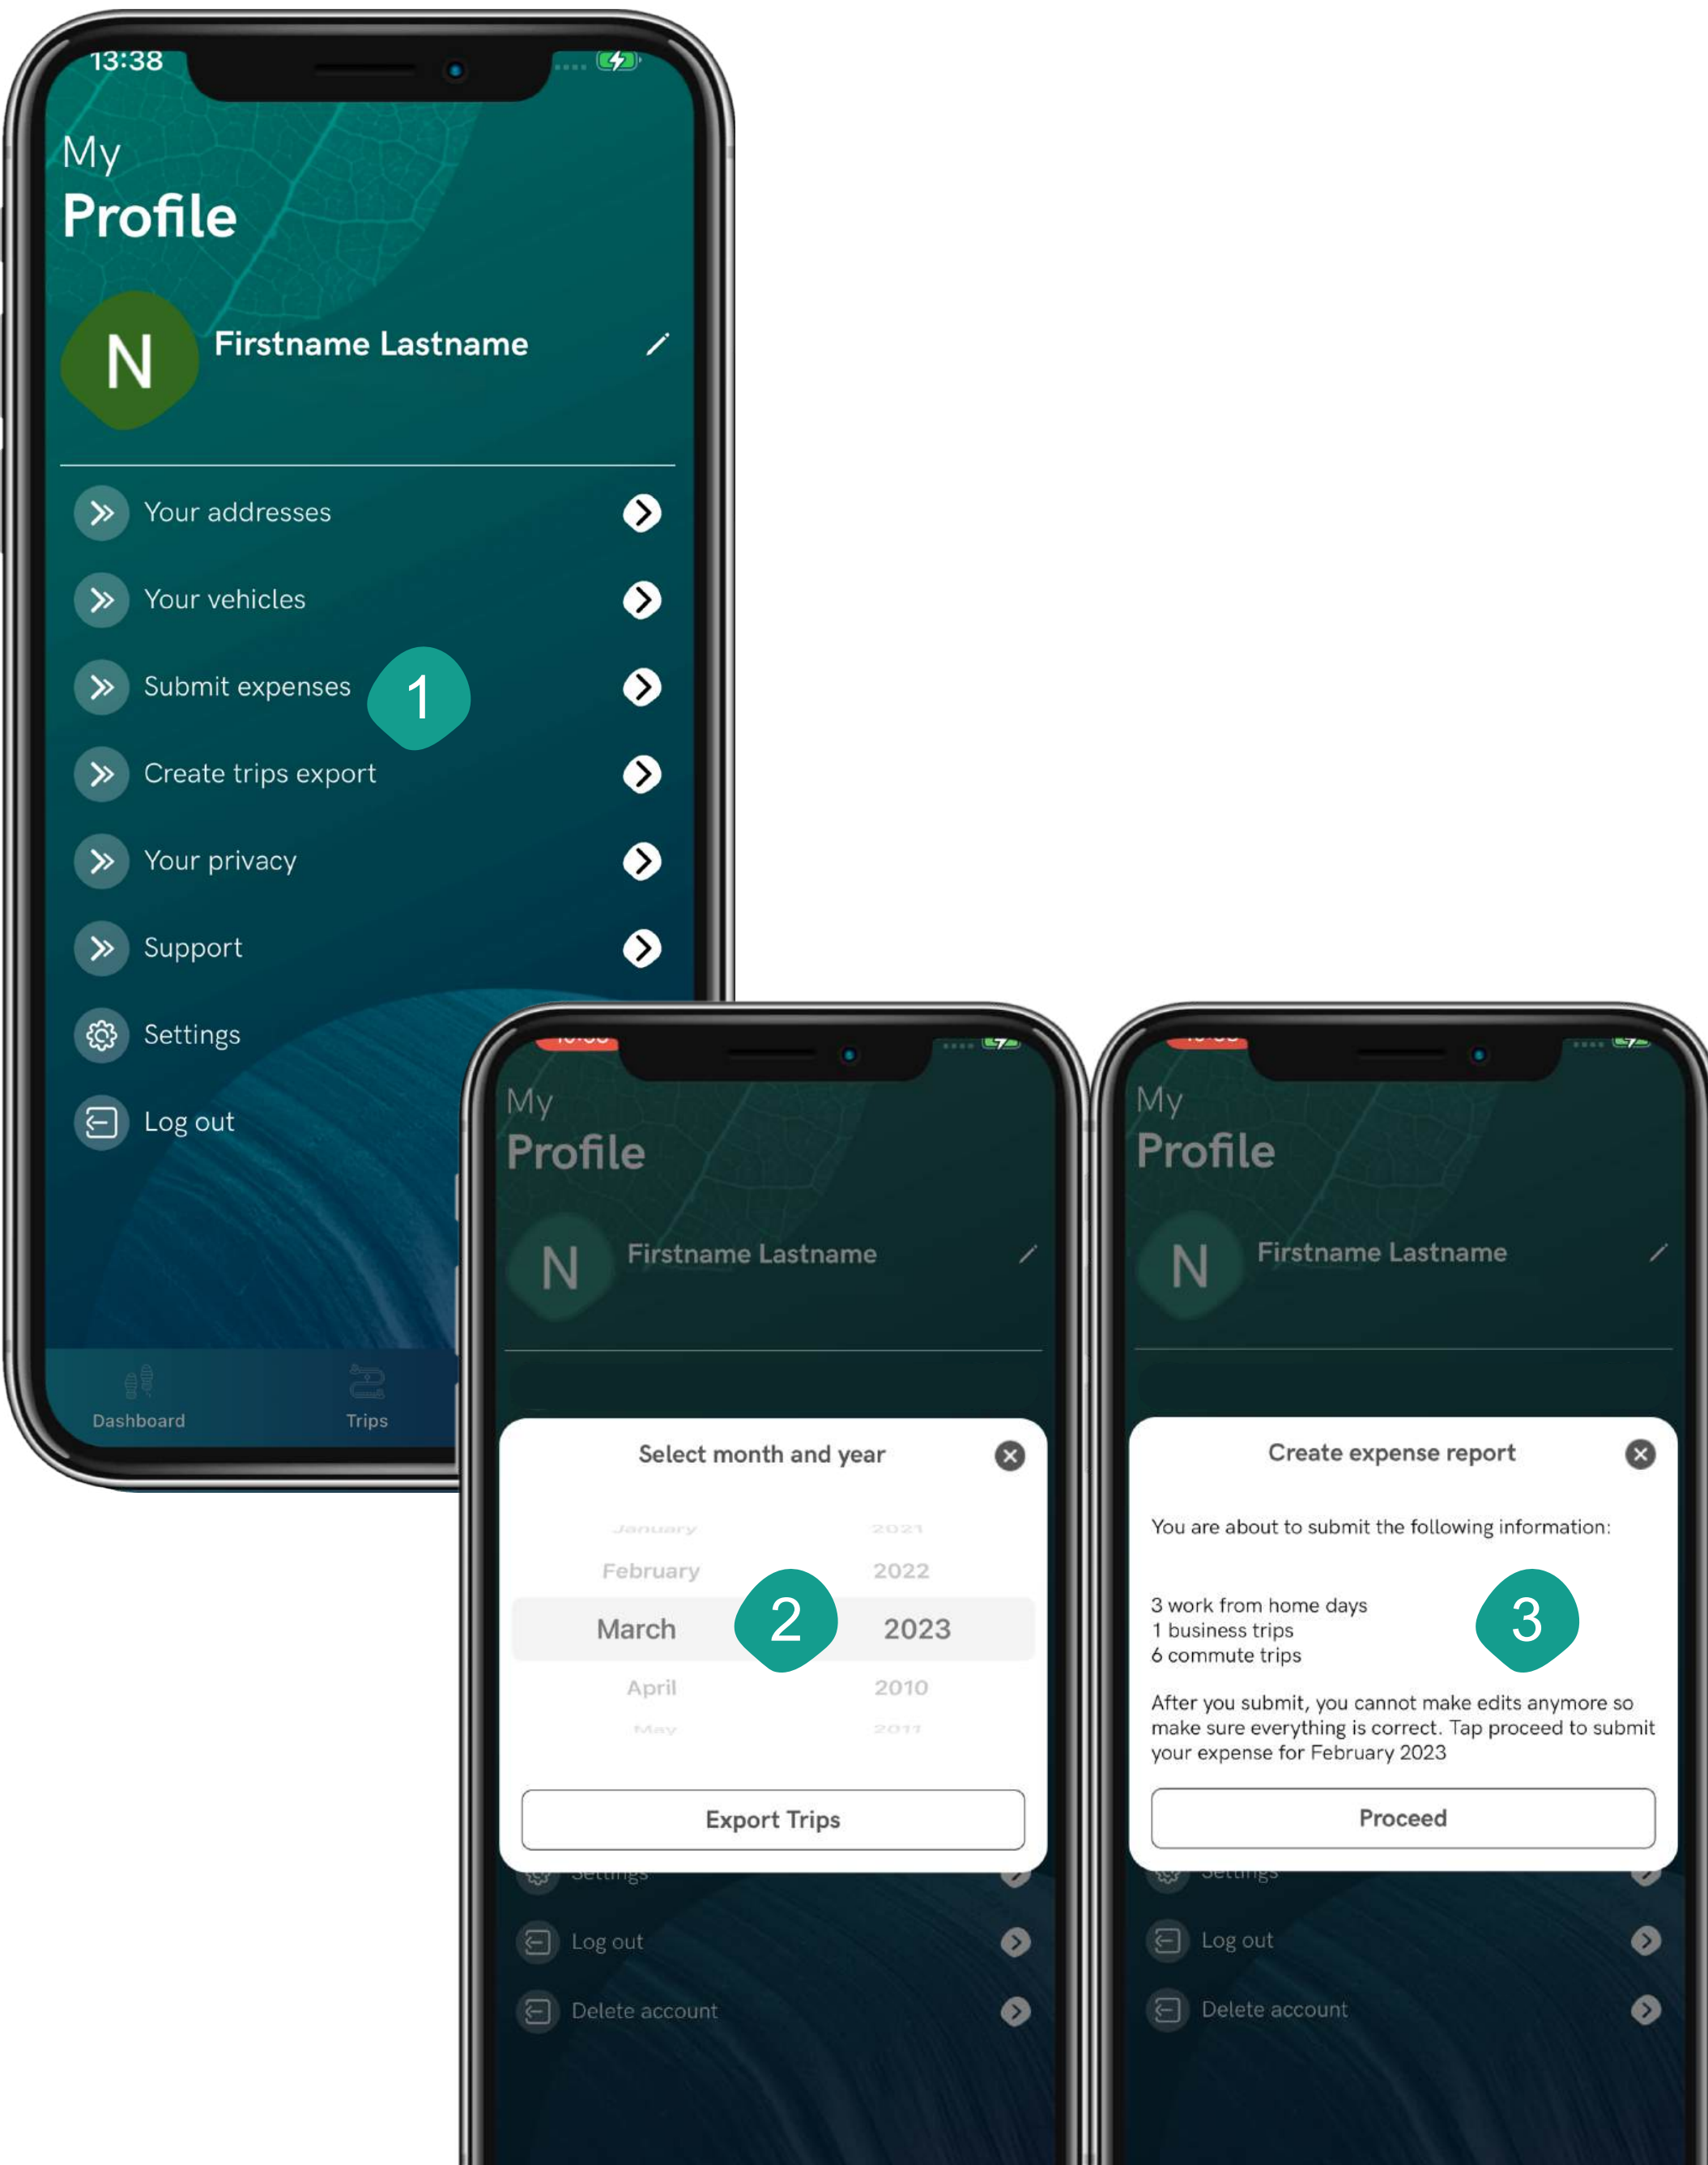 13:38
My
Profile
N
Firstname Lastname
Your addresses
Your vehicles
Submit expenses
1
Create trips export
Your privacy
Support
Settings
Log out
Dashboard
Trips
My
Profile
N
Firstname Lastname
Select month and year
January 2021
February 2022
March 2 2023
April 2010
May 2011
Export Trips
Settings
Log out
Delete account
My
Profile
N
Firstname Lastname
Create expense report
You are about to submit the following information:
3 work from home days
1 business trips
6 commute trips
3
After you submit, you cannot make edits anymore so
make sure everything is correct. Tap proceed to submit
your expense for February 2023
Proceed
Settings
Log out
Delete account